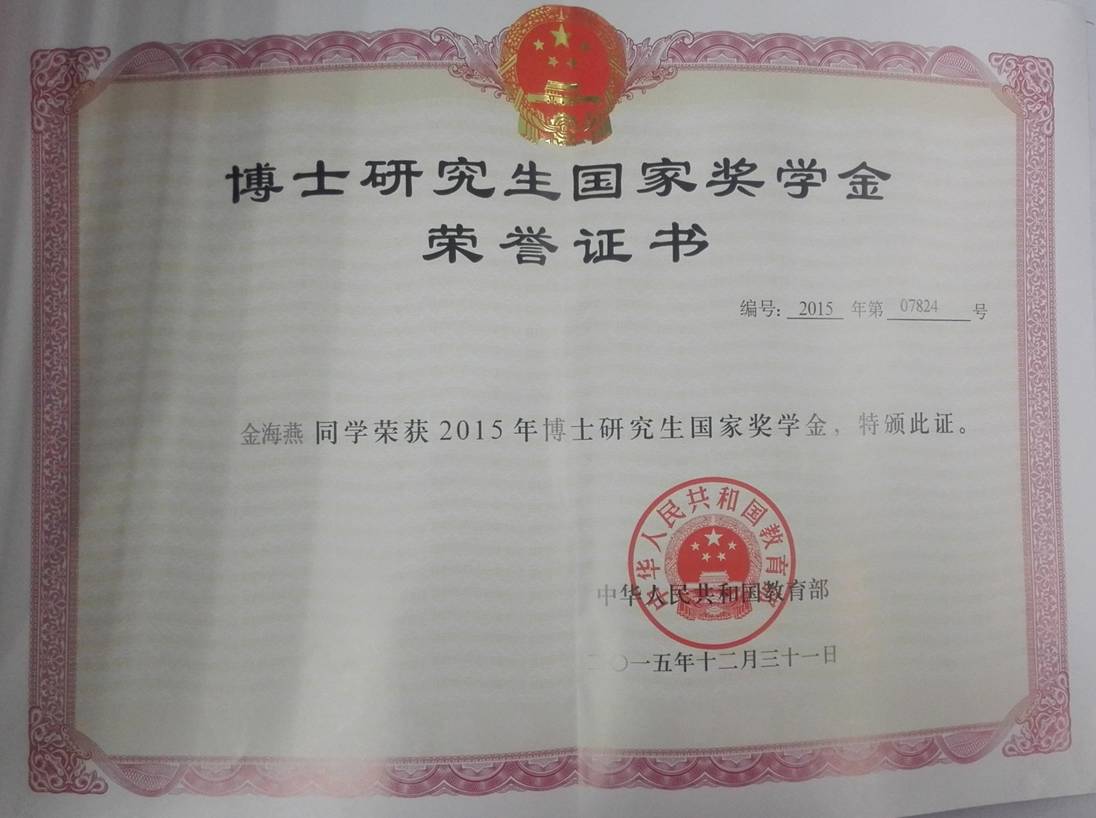 博士研究生国家奖学金
荣誉证书
编号: 2015 年第 07824 号
金海燕 同学荣获 2015 年博士研究生国家奖学金，特颁此证。
中华人民共和国教育部
中华人民共和国教育部
二〇一五年十二月三十一日